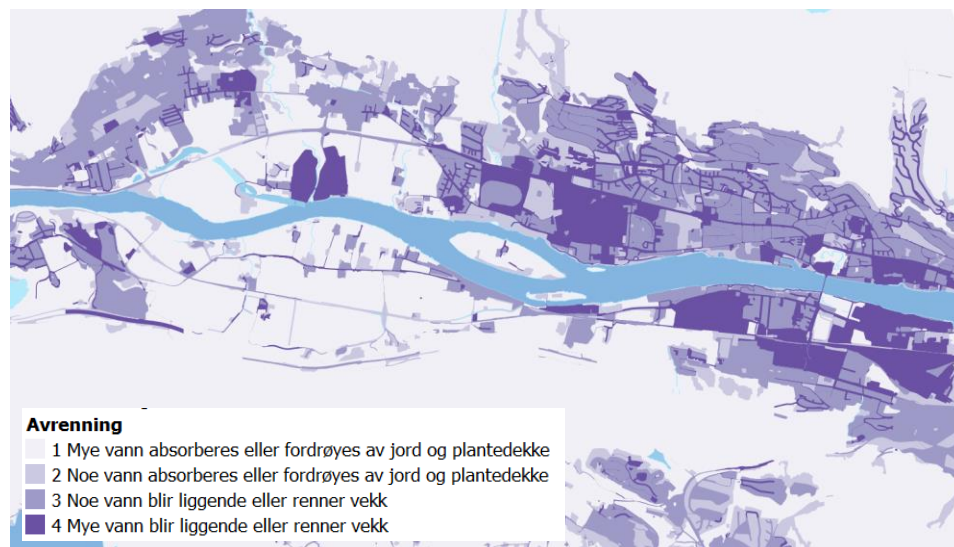 Avrenning
1 Mye vann absorberes eller fordrøyes av jord og plantedekke
2 Noe vann absorberes eller fordrøyes av jord og plantedekke
3 Noe vann blir liggende eller renner vekk
4 Mye vann blir liggende eller renner vekk